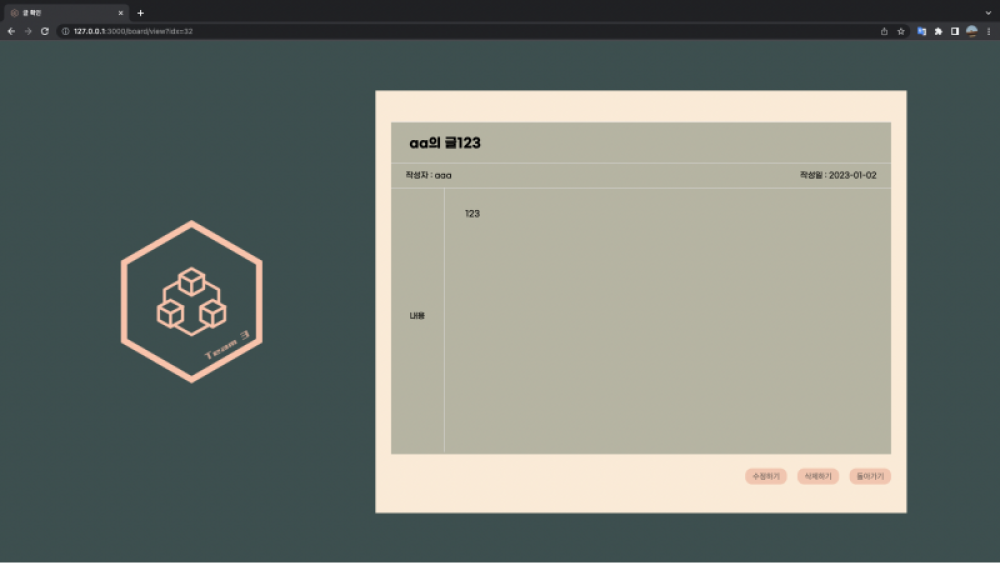 글 확인
127.0.0.1:3000/board/view?idx=32
aa의 글123
작성자 : aaa
작성일 : 2023-01-02
123
내용
Team 3
수정하기
삭제하기
돌아가기